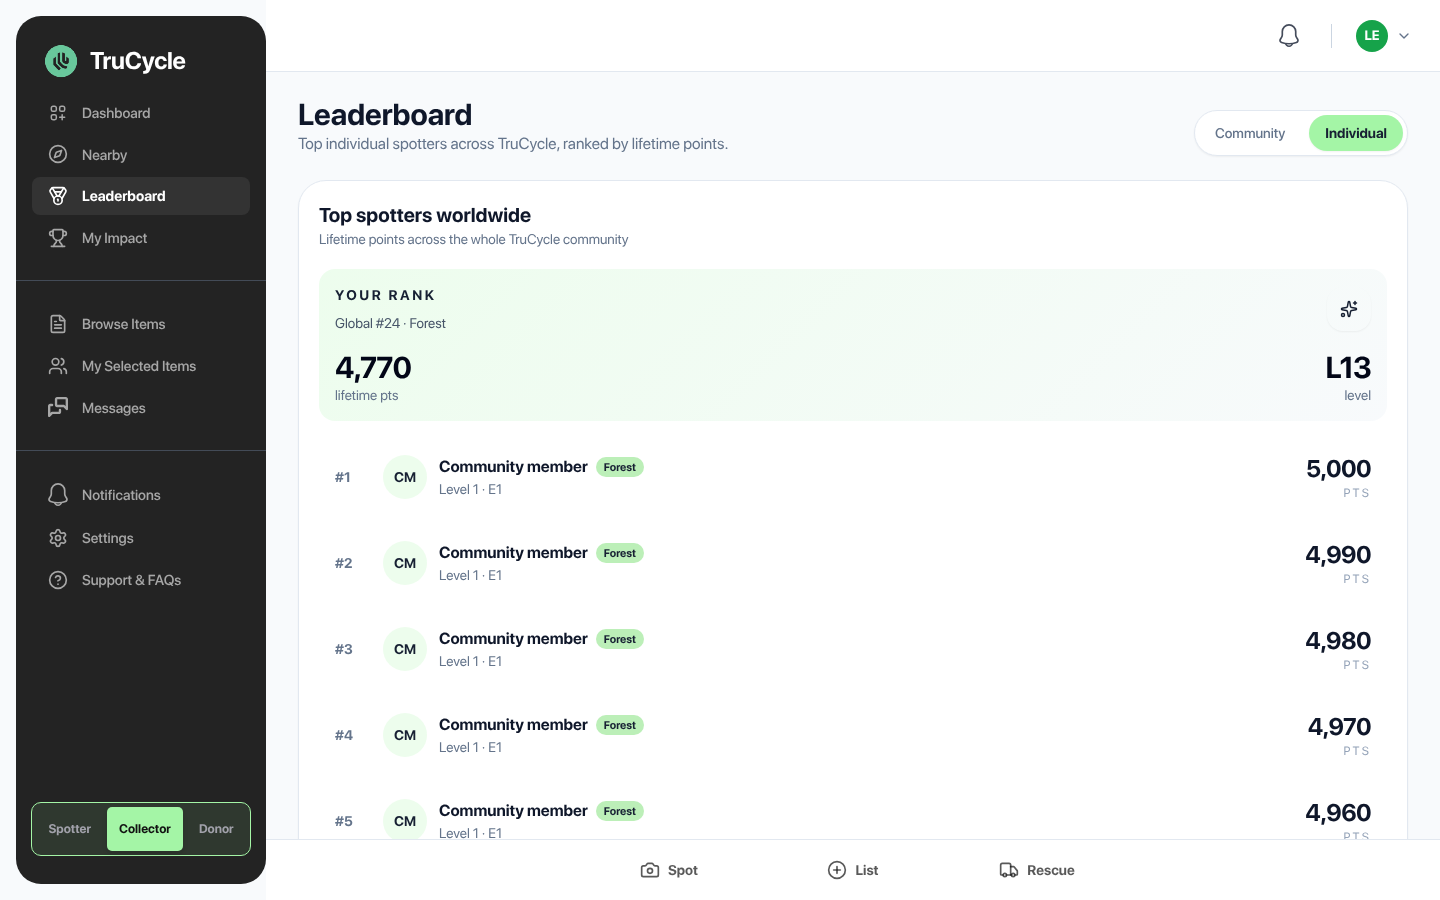 TruCycle
Dashboard
Nearby
Leaderboard
My Impact
Browse Items
My Selected Items
Messages
Notifications
Settings
Support & FAQs
Spotter Collector Donor
LE
Leaderboard
Top individual spotters across TruCycle, ranked by lifetime points.
Community Individual
Top spotters worldwide
Lifetime points across the whole TruCycle community
YOUR RANK
Global #24 · Forest
4,770
lifetime pts
L13
level
#1 CM Community member Forest
Level 1 · E1
5,000
PTS
#2 CM Community member Forest
Level 1 · E1
4,990
PTS
#3 CM Community member Forest
Level 1 · E1
4,980
PTS
#4 CM Community member Forest
Level 1 · E1
4,970
PTS
#5 CM Community member Forest
Level 1 · E1
4,960
PTS
Spot List Rescue